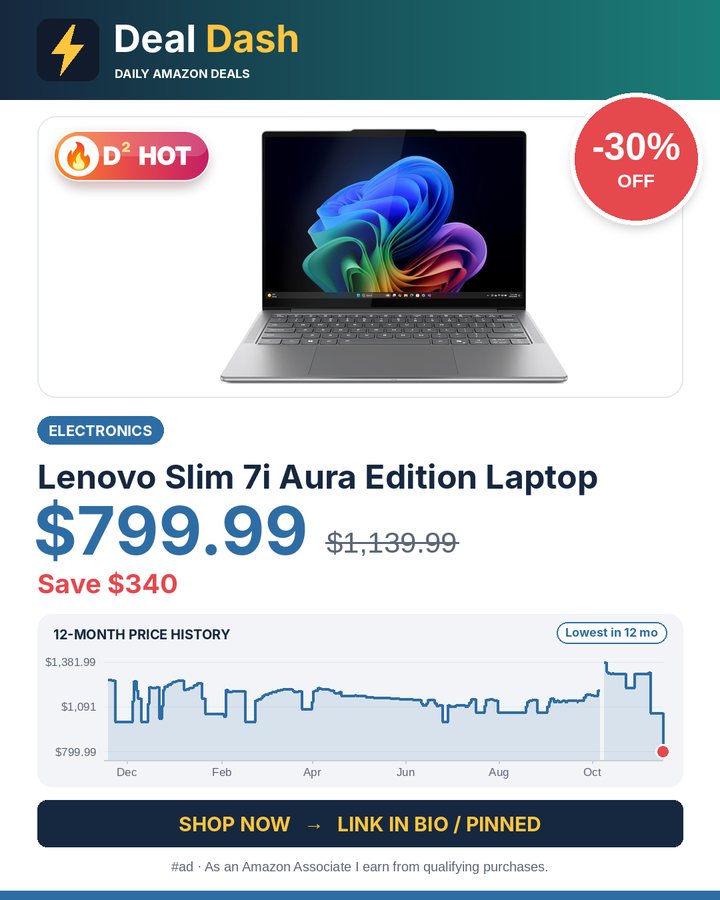 Deal Dash
DAILY AMAZON DEALS
D² HOT
-30%
OFF
ELECTRONICS
Lenovo Slim 7i Aura Edition Laptop
$799.99 $1,139.99
Save $340
12-MONTH PRICE HISTORY
Lowest in 12 mo
$1,381.99
$1,091
$799.99
Dec Feb Apr Jun Aug Oct
SHOP NOW → LINK IN BIO / PINNED
#ad · As an Amazon Associate I earn from qualifying purchases.